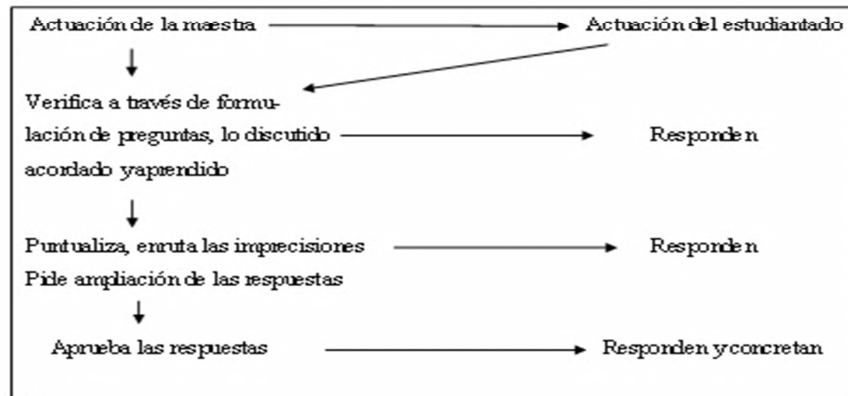 Actuación de la maestra Actuación del estudiantado
Verifica a través de formu-
lación de preguntas, lo discutido Responden
acordado yaprendido
Puntualiza, enruta las imprecisiones Responden
Pide ampliación de las respuestas
Aprueba las respuestas Responden y concretan